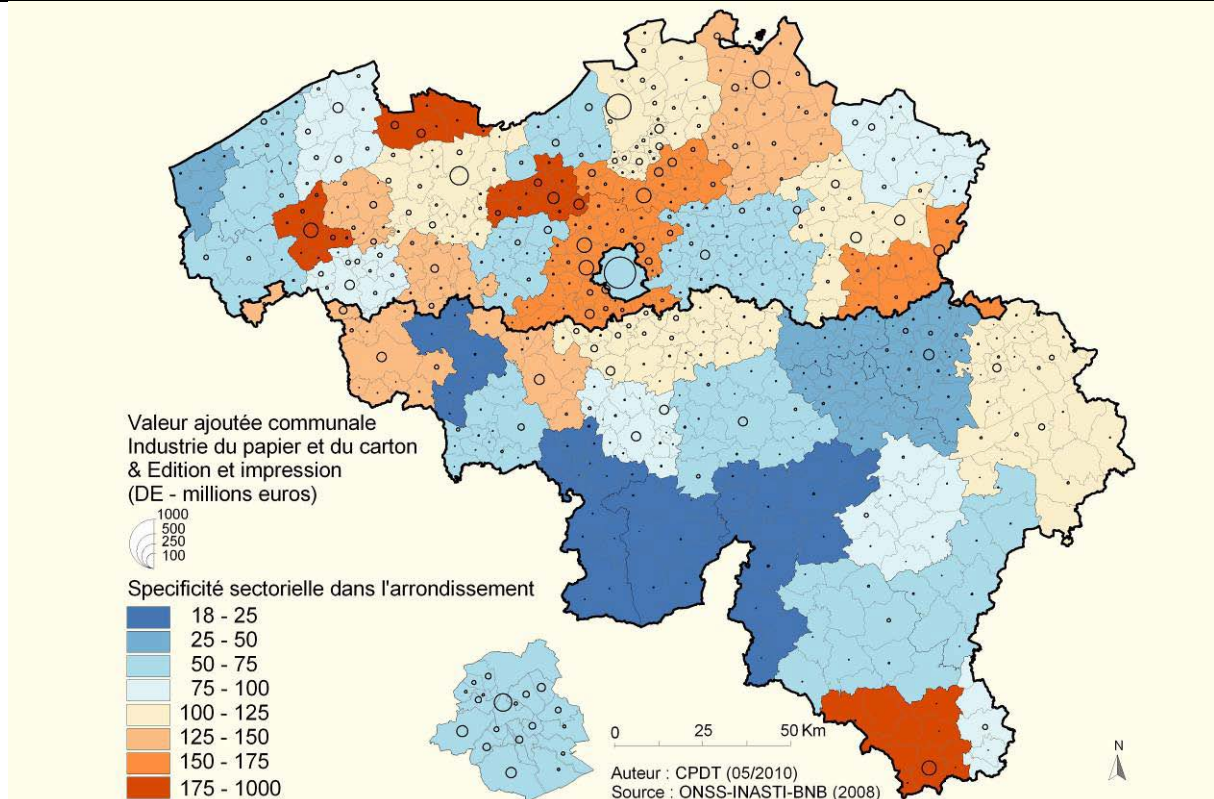 Valeur ajoutée communale
Industrie du papier et du carton
& Edition et impression
(DE - millions euros)
1000
500
250
100
Specificité sectorielle dans l'arrondissement
18 - 25
25 - 50
50 - 75
75 - 100
100 - 125
125 - 150
150 - 175
175 - 1000
0 25 50 Km
Auteur : CPDT (05/2010)
Source : ONSS-INASTI-BNB (2008)
N